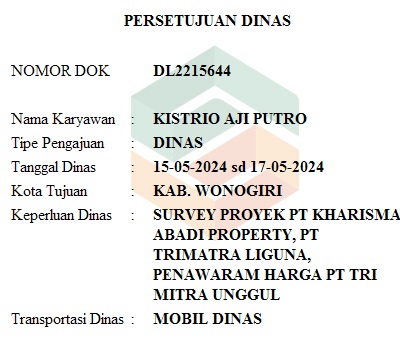 PERSETUJUAN DINAS
NOMOR DOK DL2215644
Nama Karyawan : KISTRIO AJI PUTRO
Tipe Pengajuan : DINAS
Tanggal Dinas : 15-05-2024 sd 17-05-2024
Kota Tujuan : KAB. WONOGIRI
Keperluan Dinas : SURVEY PROYEK PT KHARISMA
ABADI PROPERTY, PT
TRIMATRA LIGUNA,
PENAWARAM HARGA PT TRI
MITRA UNGGUL
Transportasi Dinas : MOBIL DINAS